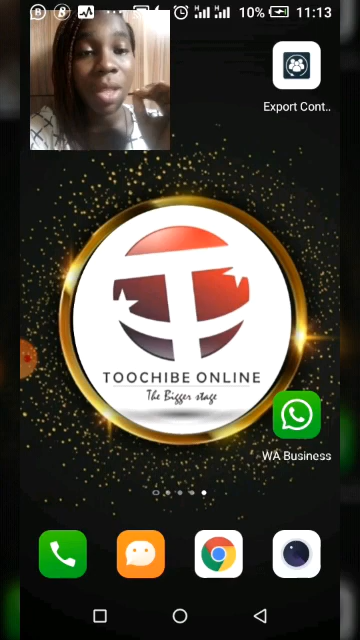 10% 11:13
Export Cont..
TOOCHIBE ONLINE
The Bigger stage
WA Business